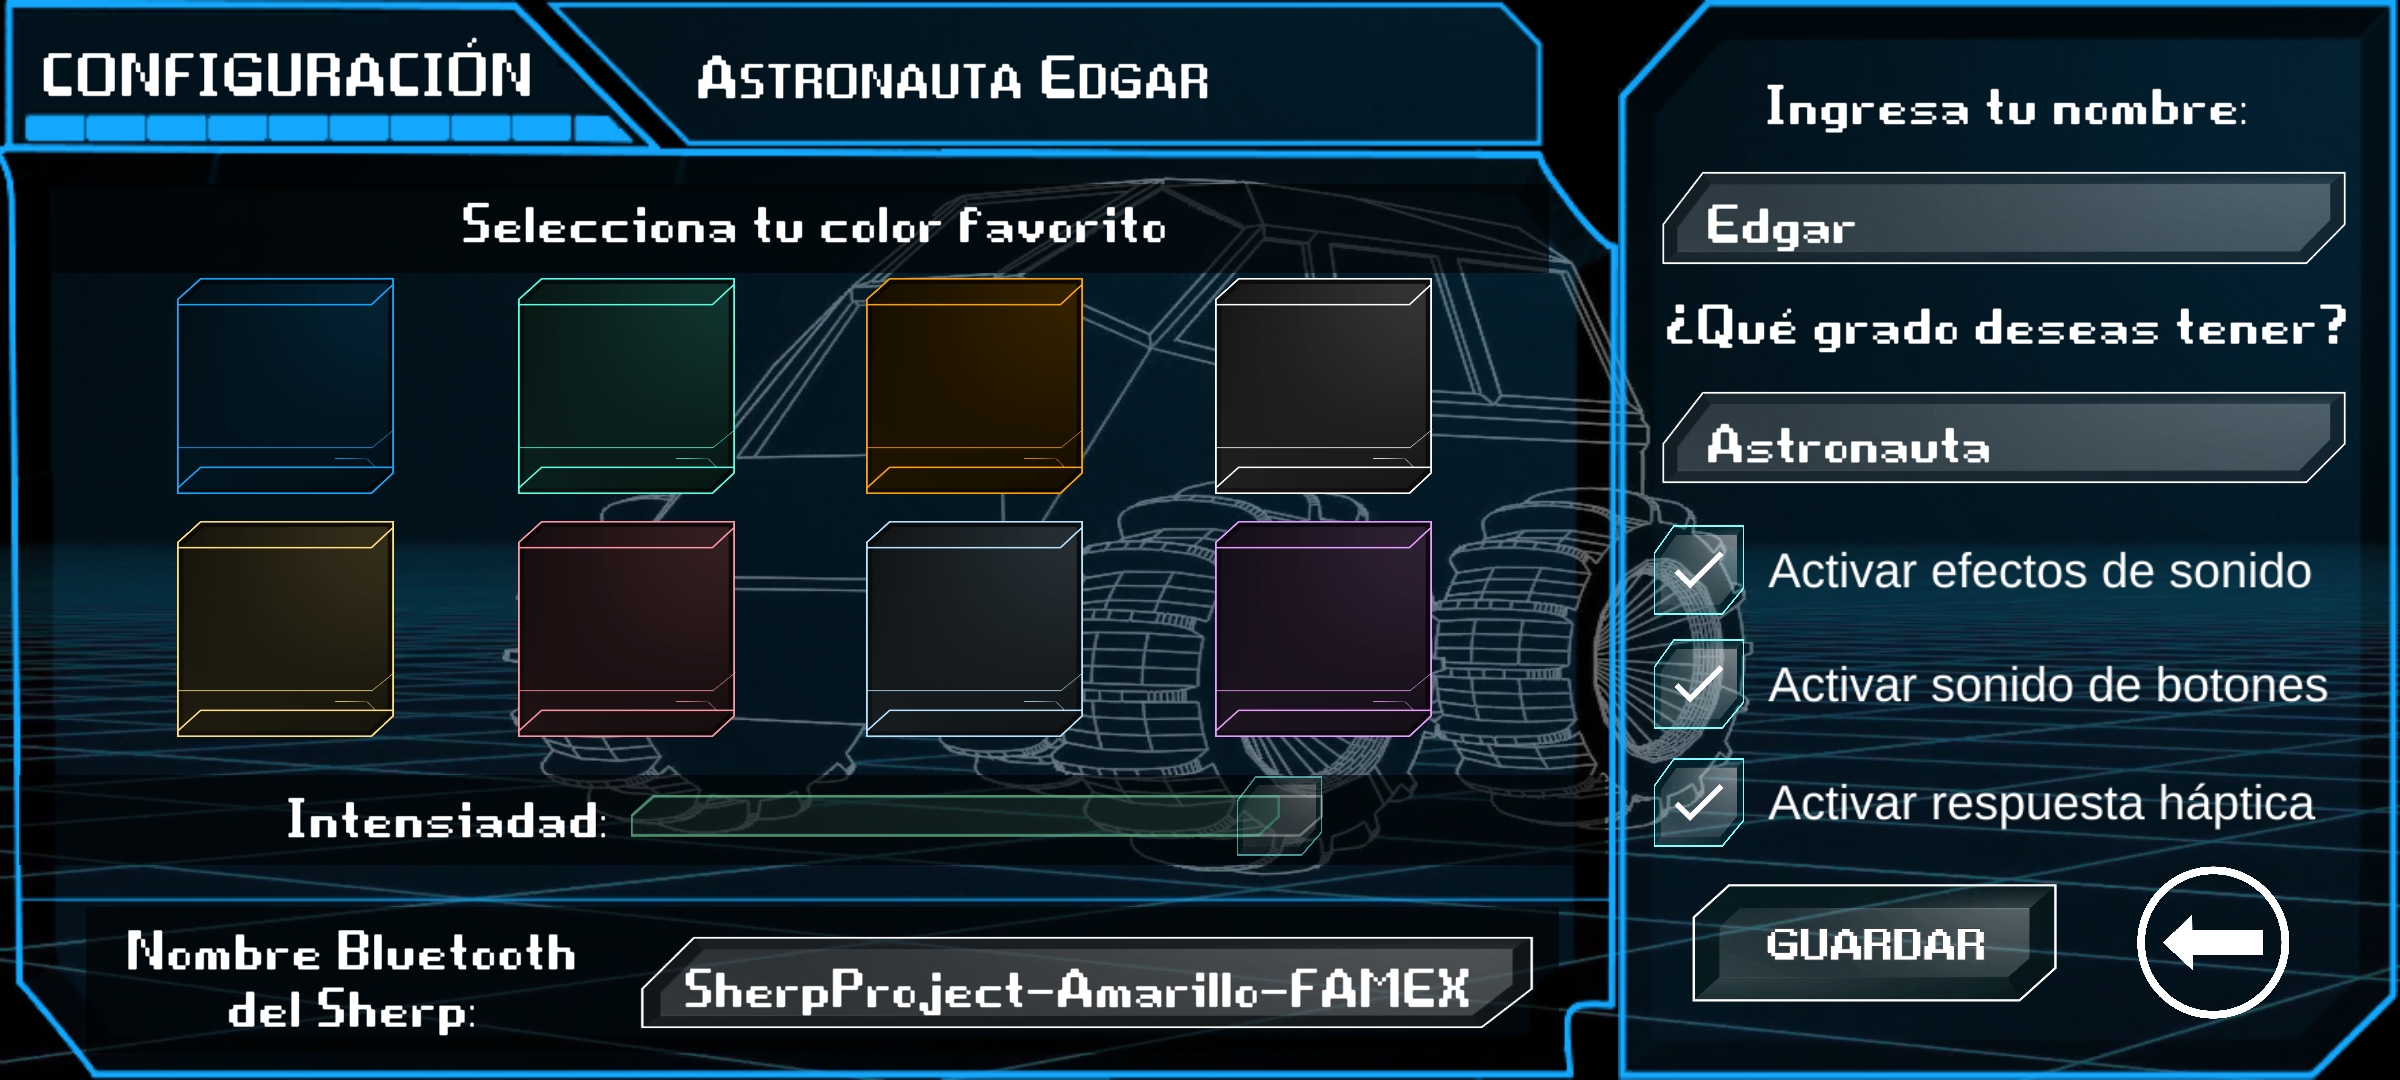 CONFIGURACIÓN
Astronauta Edgar
Selecciona tu color favorito
Intensiadad:
Nombre Bluetooth
del Sherp:
SherpProject-Amarillo-FAMEX
Ingresa tu nombre:
Edgar
¿Qué grado deseas tener?
Astronauta
Activar efectos de sonido
Activar sonido de botones
Activar respuesta háptica
GUARDAR